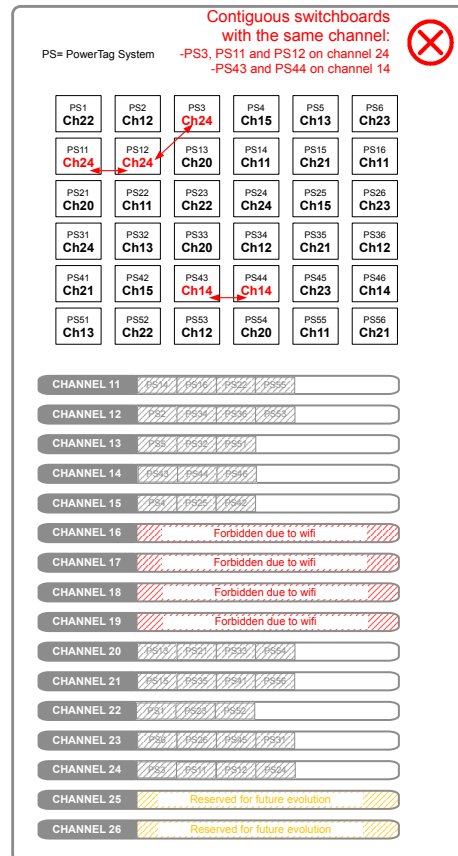 Contiguous switchboards
with the same channel:
PS= PowerTag System
-PS3, PS11 and PS12 on channel 24
-PS43 and PS44 on channel 14
PS1 PS2 PS3 PS4 PS5 PS6
Ch22 Ch12 Ch24 Ch15 Ch13 Ch23
PS11 PS12 PS13 PS14 PS15 PS16
Ch24 Ch24 Ch20 Ch11 Ch21 Ch11
PS21 PS22 PS23 PS24 PS25 PS26
Ch20 Ch11 Ch22 Ch24 Ch15 Ch23
PS31 PS32 PS33 PS34 PS35 PS36
Ch24 Ch13 Ch20 Ch12 Ch21 Ch12
PS41 PS42 PS43 PS44 PS45 PS46
Ch21 Ch15 Ch14 Ch14 Ch23 Ch14
PS51 PS52 PS53 PS54 PS55 PS56
Ch13 Ch22 Ch12 Ch20 Ch11 Ch21
CHANNEL 11 PS14 PS16 PS22 PS55
CHANNEL 12 PS2 PS34 PS36 PS53
CHANNEL 13 PS5 PS32 PS51
CHANNEL 14 PS43 PS44 PS46
CHANNEL 15 PS4 PS25 PS42
CHANNEL 16 Forbidden due to wifi
CHANNEL 17 Forbidden due to wifi
CHANNEL 18 Forbidden due to wifi
CHANNEL 19 Forbidden due to wifi
CHANNEL 20 PS13 PS21 PS33 PS54
CHANNEL 21 PS15 PS35 PS41 PS56
CHANNEL 22 PS1 PS23 PS52
CHANNEL 23 PS6 PS26 PS45 PS31
CHANNEL 24 PS3 PS11 PS12 PS24
CHANNEL 25 Reserved for future evolution
CHANNEL 26 Reserved for future evolution